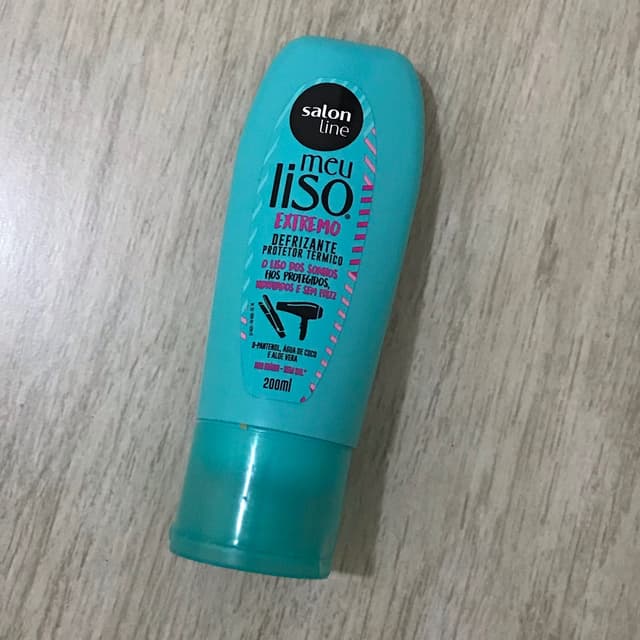 salon
line
meu
liso®
EXTREMO
DEFRIZANTE
PROTETOR TÉRMICO
O LISO DOS SONHOS
FIOS PROTEGIDOS,
HIDRATADOS E SEM FRIZZ
D-PANTENOL, ÁGUA DE COCO
E ALOE VERA
200ml